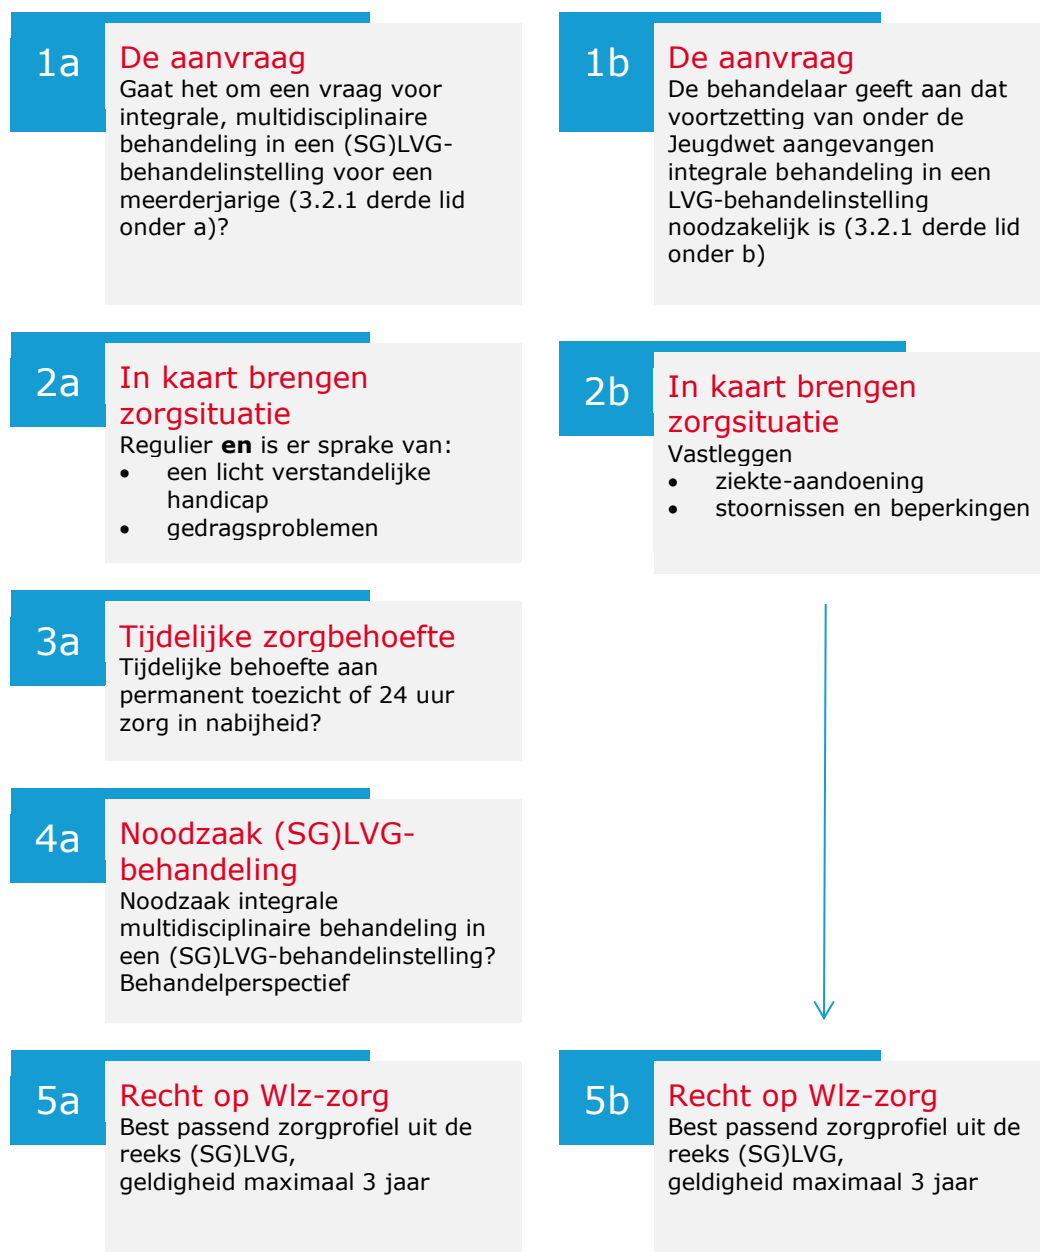 1a
De aanvraag
Gaat het om een vraag voor
integrale, multidisciplinaire
behandeling in een (SG)LVG-
behandelinstelling voor een
meerderjarige (3.2.1 derde lid
onder a)?
1b
De aanvraag
De behandelaar geeft aan dat
voortzetting van onder de
Jeugdwet aangevangen
integrale behandeling in een
LVG-behandelinstelling
noodzakelijk is (3.2.1 derde lid
onder b)
2a
In kaart brengen
zorgsituatie
Regulier en is er sprake van:
• een licht verstandelijke
handicap
• gedragsproblemen
2b
In kaart brengen
zorgsituatie
Vastleggen
• ziekte-aandoening
• stoornissen en beperkingen
3a
Tijdelijke zorgbehoefte
Tijdelijke behoefte aan
permanent toezicht of 24 uur
zorg in nabijheid?
4a
Noodzaak (SG)LVG-
behandeling
Noodzaak integrale
multidisciplinaire behandeling in
een (SG)LVG-behandelinstelling?
Behandelperspectief
5a
Recht op Wlz-zorg
Best passend zorgprofiel uit de
reeks (SG)LVG,
geldigheid maximaal 3 jaar
5b
Recht op Wlz-zorg
Best passend zorgprofiel uit de
reeks (SG)LVG,
geldigheid maximaal 3 jaar